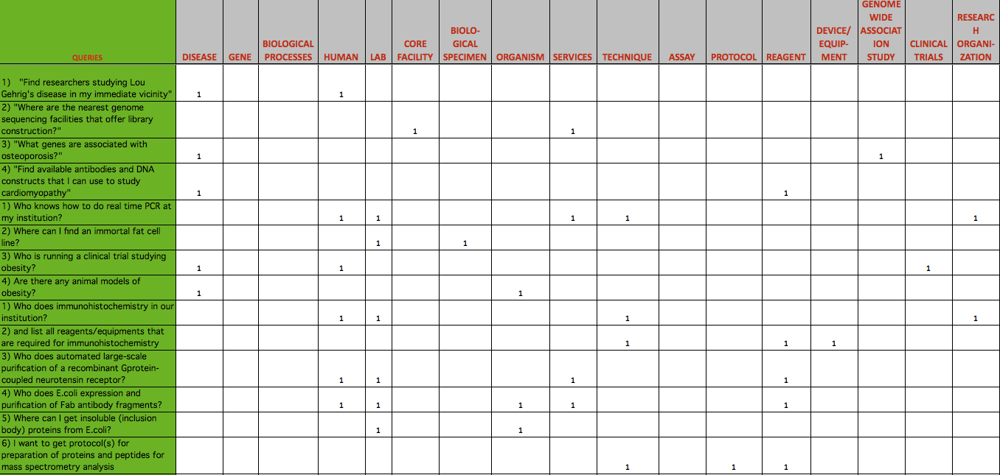 QUERIES DISEASE GENE BIOLOGICAL PROCESSES HUMAN LAB CORE FACILITY BIOLO-GICAL SPECIMEN ORGANISM SERVICES TECHNIQUE ASSAY PROTOCOL REAGENT DEVICE/ EQUIP-MENT GENOME WIDE ASSOCIAT ION STUDY CLINICAL TRIALS RESEARC H ORGANI-ZATION
1) "Find researchers studying Lou
Gehrig's disease in my immediate vicinity" 1 1
2) "Where are the nearest genome
sequencing facilities that offer library
construction?" 1 1
3) "What genes are associated with
osteoporosis?" 1 1
4) "Find available antibodies and DNA
constructs that I can use to study
cardiomyopathy" 1 1
1) Who knows how to do real time PCR at
my institution? 1 1 1 1 1
2) Where can I find an immortal fat cell
line? 1 1
3) Who is running a clinical trial studying
obesity? 1 1 1
4) Are there any animal models of
obesity? 1 1
1) Who does immunohistochemistry in our
institution? 1 1 1 1
2) and list all reagents/equipments that
are required for immunohistochemistry 1 1 1
3) Who does automated large-scale
purification of a recombinant Gprotein-
coupled neurotensin receptor? 1 1 1 1
4) Who does E.coli expression and
purification of Fab antibody fragments? 1 1 1 1 1
5) Where can I get insoluble (inclusion
body) proteins from E.coli? 1 1
6) I want to get protocol(s) for
preparation of proteins and peptides for
mass spectrometry analysis 1 1 1